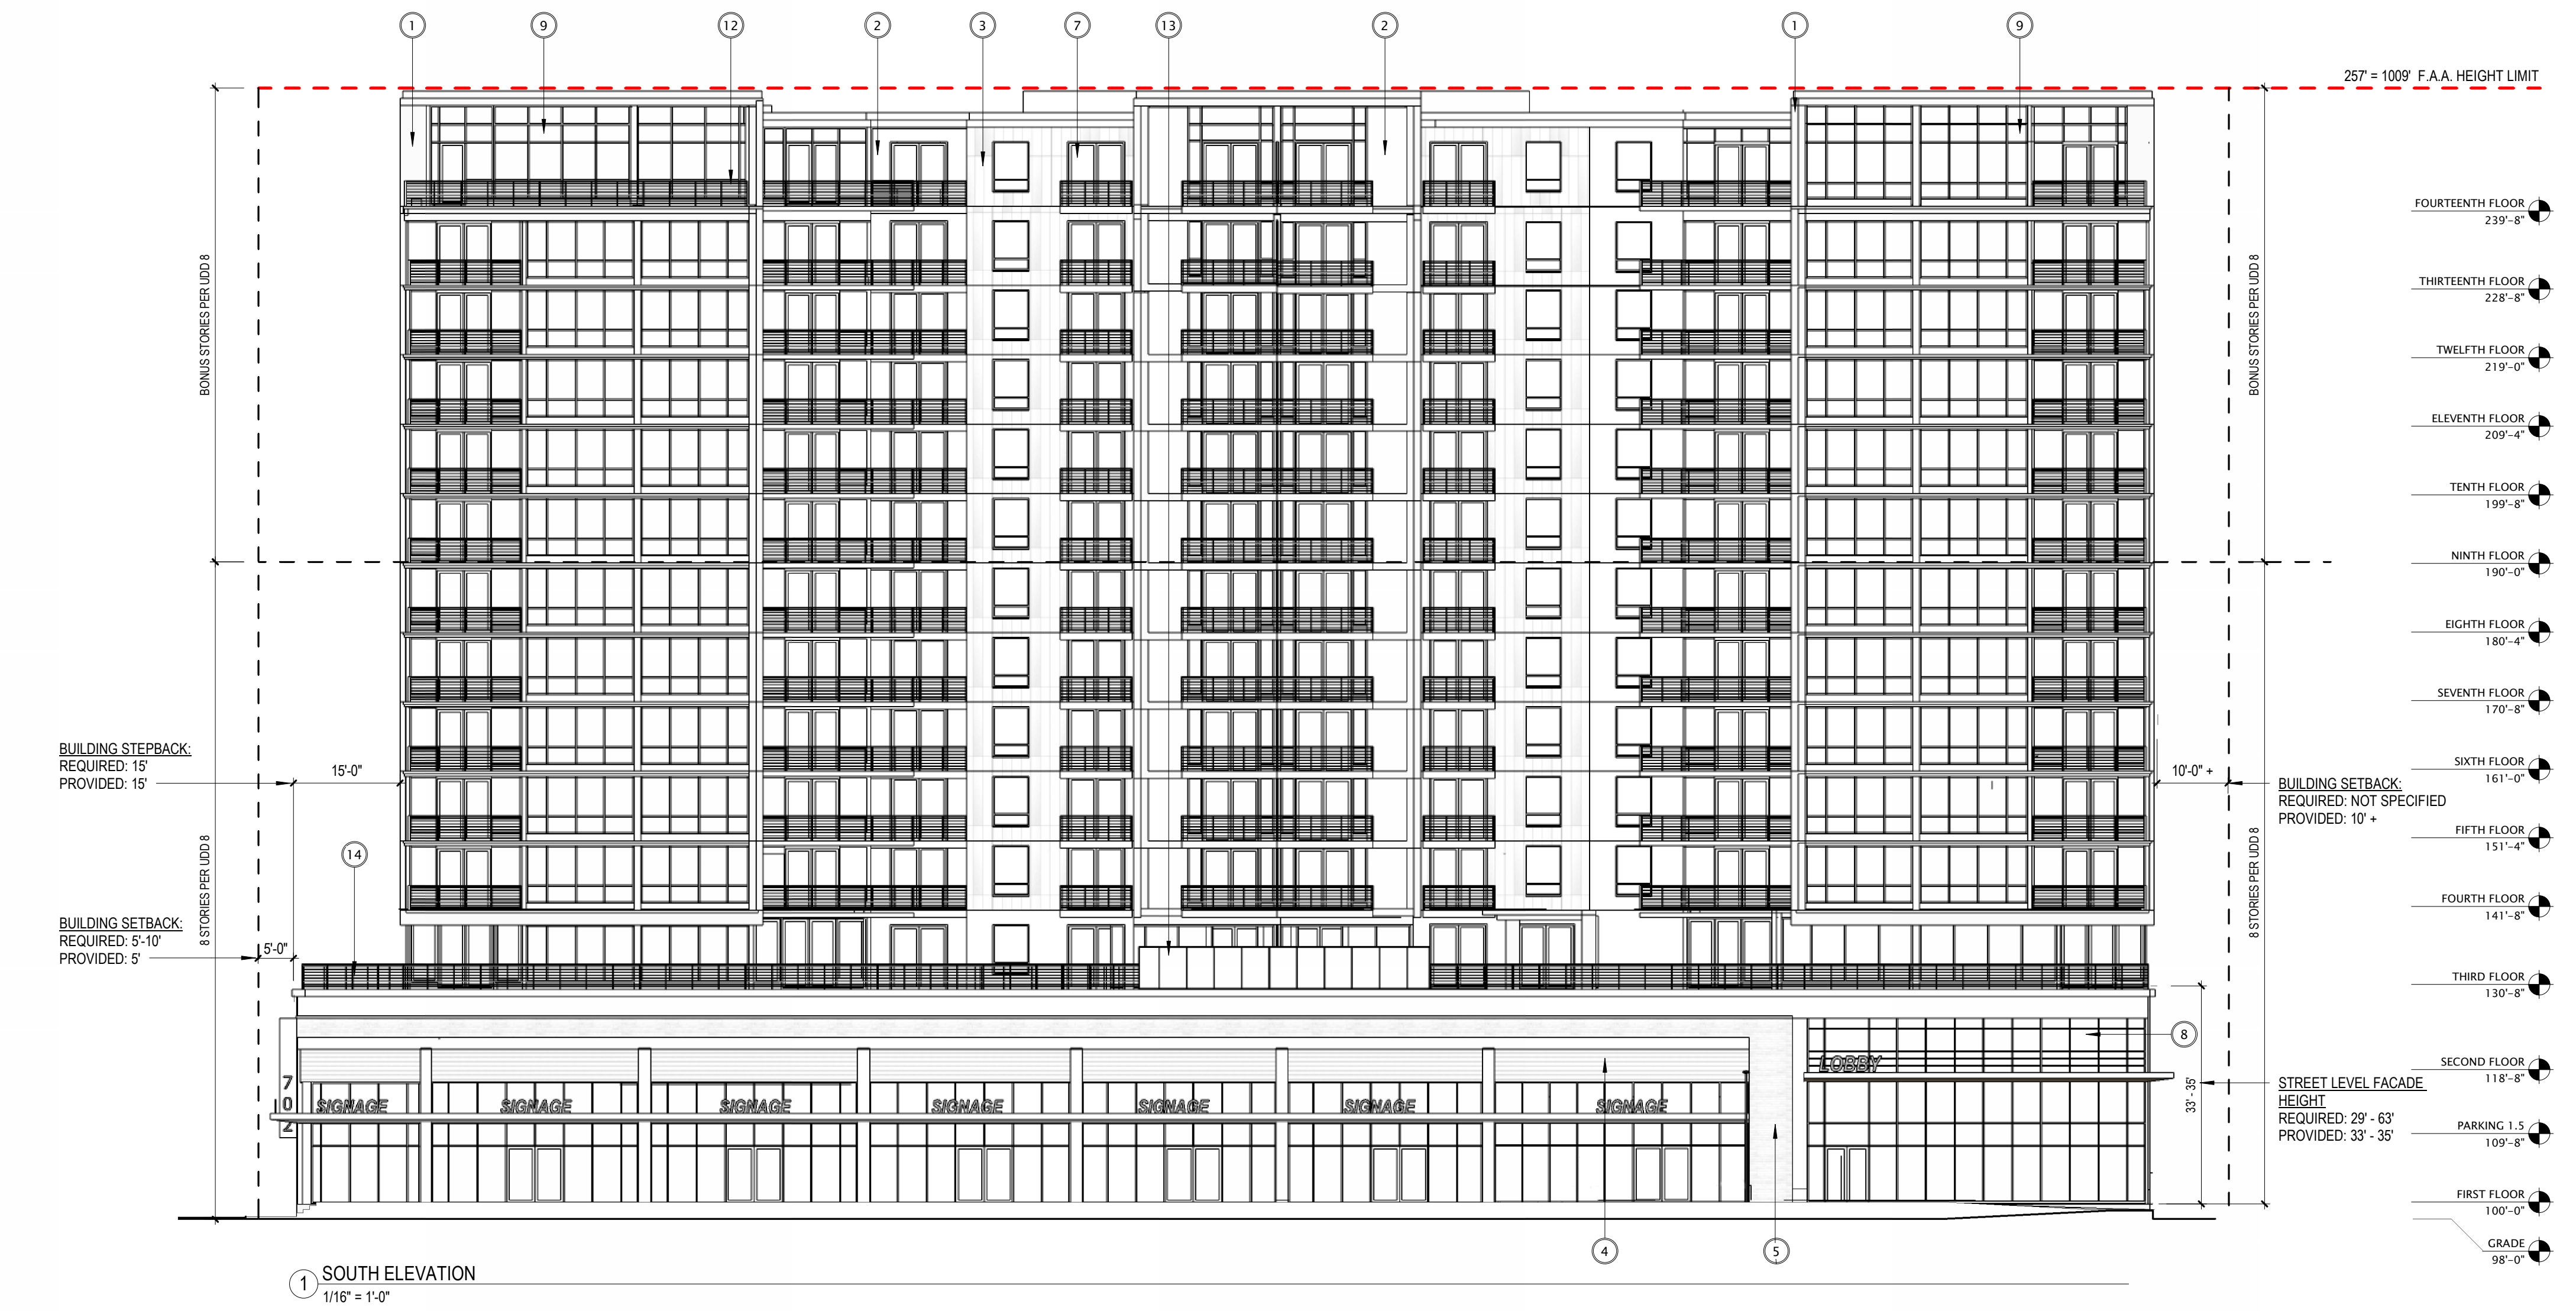 1
9
12
2
3
7
13
2
1
9
257' = 1009' F.A.A. HEIGHT LIMIT
BONUS STORIES PER UDD 8
BONUS STORIES PER UDD 8
FOURTEENTH FLOOR
239'-8"
THIRTEENTH FLOOR
228'-8"
TWELFTH FLOOR
219'-0"
ELEVENTH FLOOR
209'-4"
TENTH FLOOR
199'-8"
NINTH FLOOR
190'-0"
EIGHTH FLOOR
180'-4"
SEVENTH FLOOR
170'-8"
SIXTH FLOOR
161'-0"
FIFTH FLOOR
151'-4"
FOURTH FLOOR
141'-8"
THIRD FLOOR
130'-8"
SECOND FLOOR
118'-8"
PARKING 1.5
109'-8"
FIRST FLOOR
100'-0"
GRADE
98'-0"
BUILDING STEPBACK:
REQUIRED: 15'
PROVIDED: 15'
15'-0"
10'-0" +
BUILDING SETBACK:
REQUIRED: NOT SPECIFIED
PROVIDED: 10' +
14
8 STORIES PER UDD 8
8 STORIES PER UDD 8
BUILDING SETBACK:
REQUIRED: 5'-10'
PROVIDED: 5'
5'-0"
8
LOBBY
33' - 35'
STREET LEVEL FACADE
HEIGHT
REQUIRED: 29' - 63'
PROVIDED: 33' - 35'
7
0
2
SIGNAGE
SIGNAGE
SIGNAGE
SIGNAGE
SIGNAGE
SIGNAGE
SIGNAGE
4
5
1
SOUTH ELEVATION
1/16" = 1'-0"